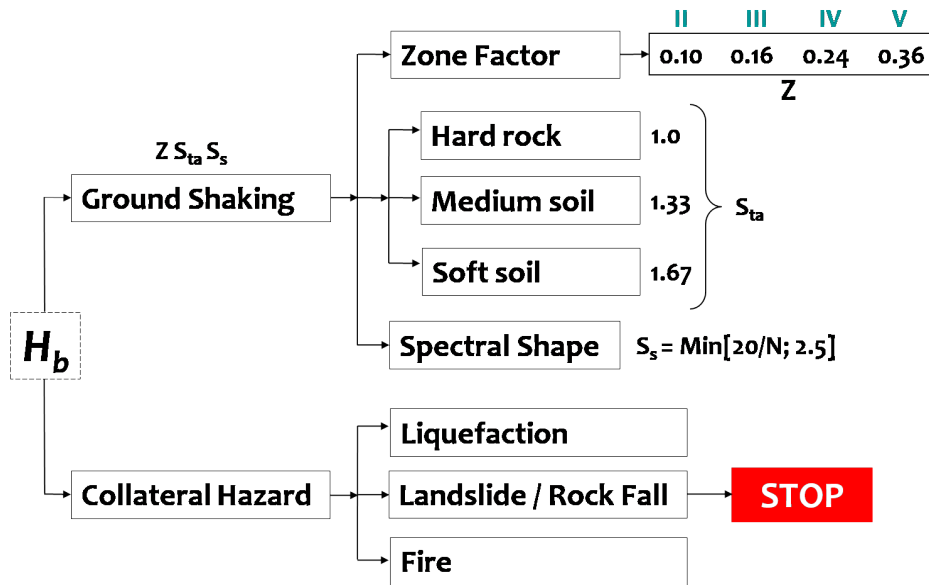 II III IV V
Zone Factor
0.10 0.16 0.24 0.36
Z
Hard rock 1.0
Z Sta Ss
Ground Shaking
Medium soil 1.33
Sta
Soft soil 1.67
Hb
Spectral Shape
Ss = Min[20/N; 2.5]
Liquefaction
Collateral Hazard
Landslide / Rock Fall
STOP
Fire